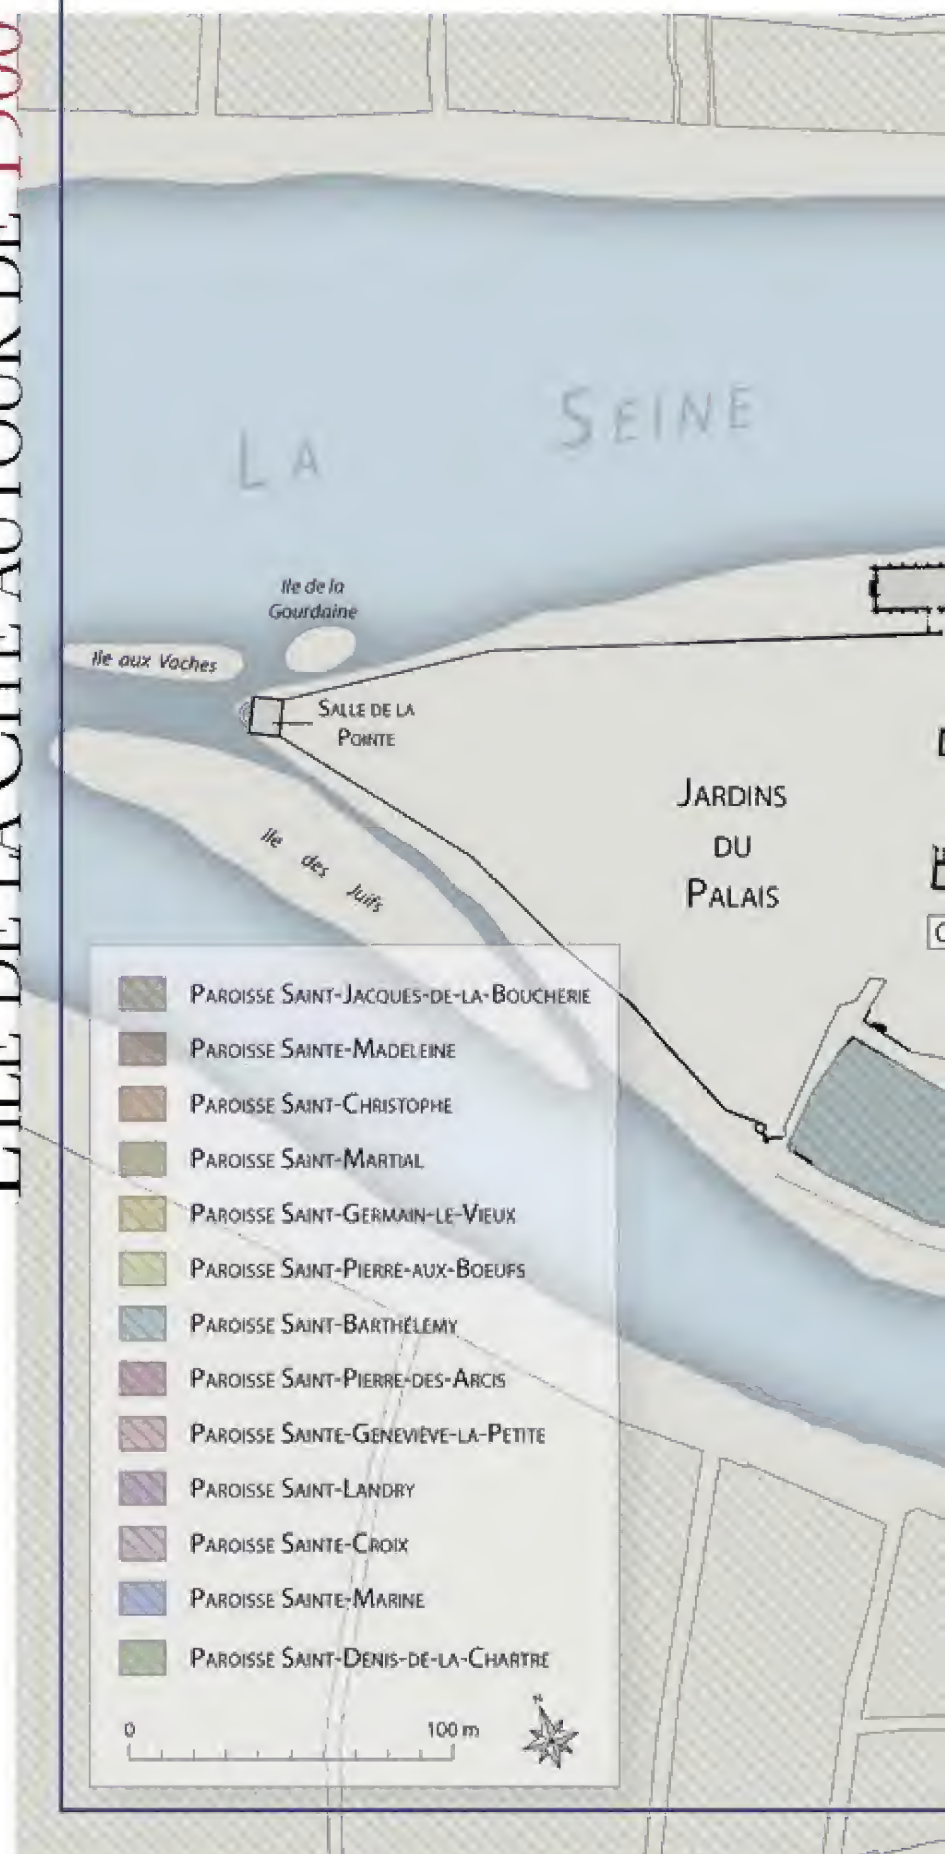 L'ILE DE LA CITÉ AUTOUR DE 1300
LA SEINE
Ile de la
Gourdaine
Ile aux Vaches
SALLE DE LA
POINTE
JARDINS
DU
PALAIS
Ile des Juifs
PAROISSE SAINT-JACQUES-DE-LA-BOUCHERIE
PAROISSE SAINTE-MADELEINE
PAROISSE SAINT-CHRISTOPHE
PAROISSE SAINT-MARTIAL
PAROISSE SAINT-GERMAIN-LE-VIEUX
PAROISSE SAINT-PIERRE-AUX-BOEUFS
PAROISSE SAINT-BARTHÉLÉMY
PAROISSE SAINT-PIERRE-DES-ARCIS
PAROISSE SAINTE-GENEVIÈVE-LA-PETITE
PAROISSE SAINT-LANDRY
PAROISSE SAINTE-CROIX
PAROISSE SAINTE-MARINE
PAROISSE SAINT-DENIS-DE-LA-CHARTRE
0 100 m
N